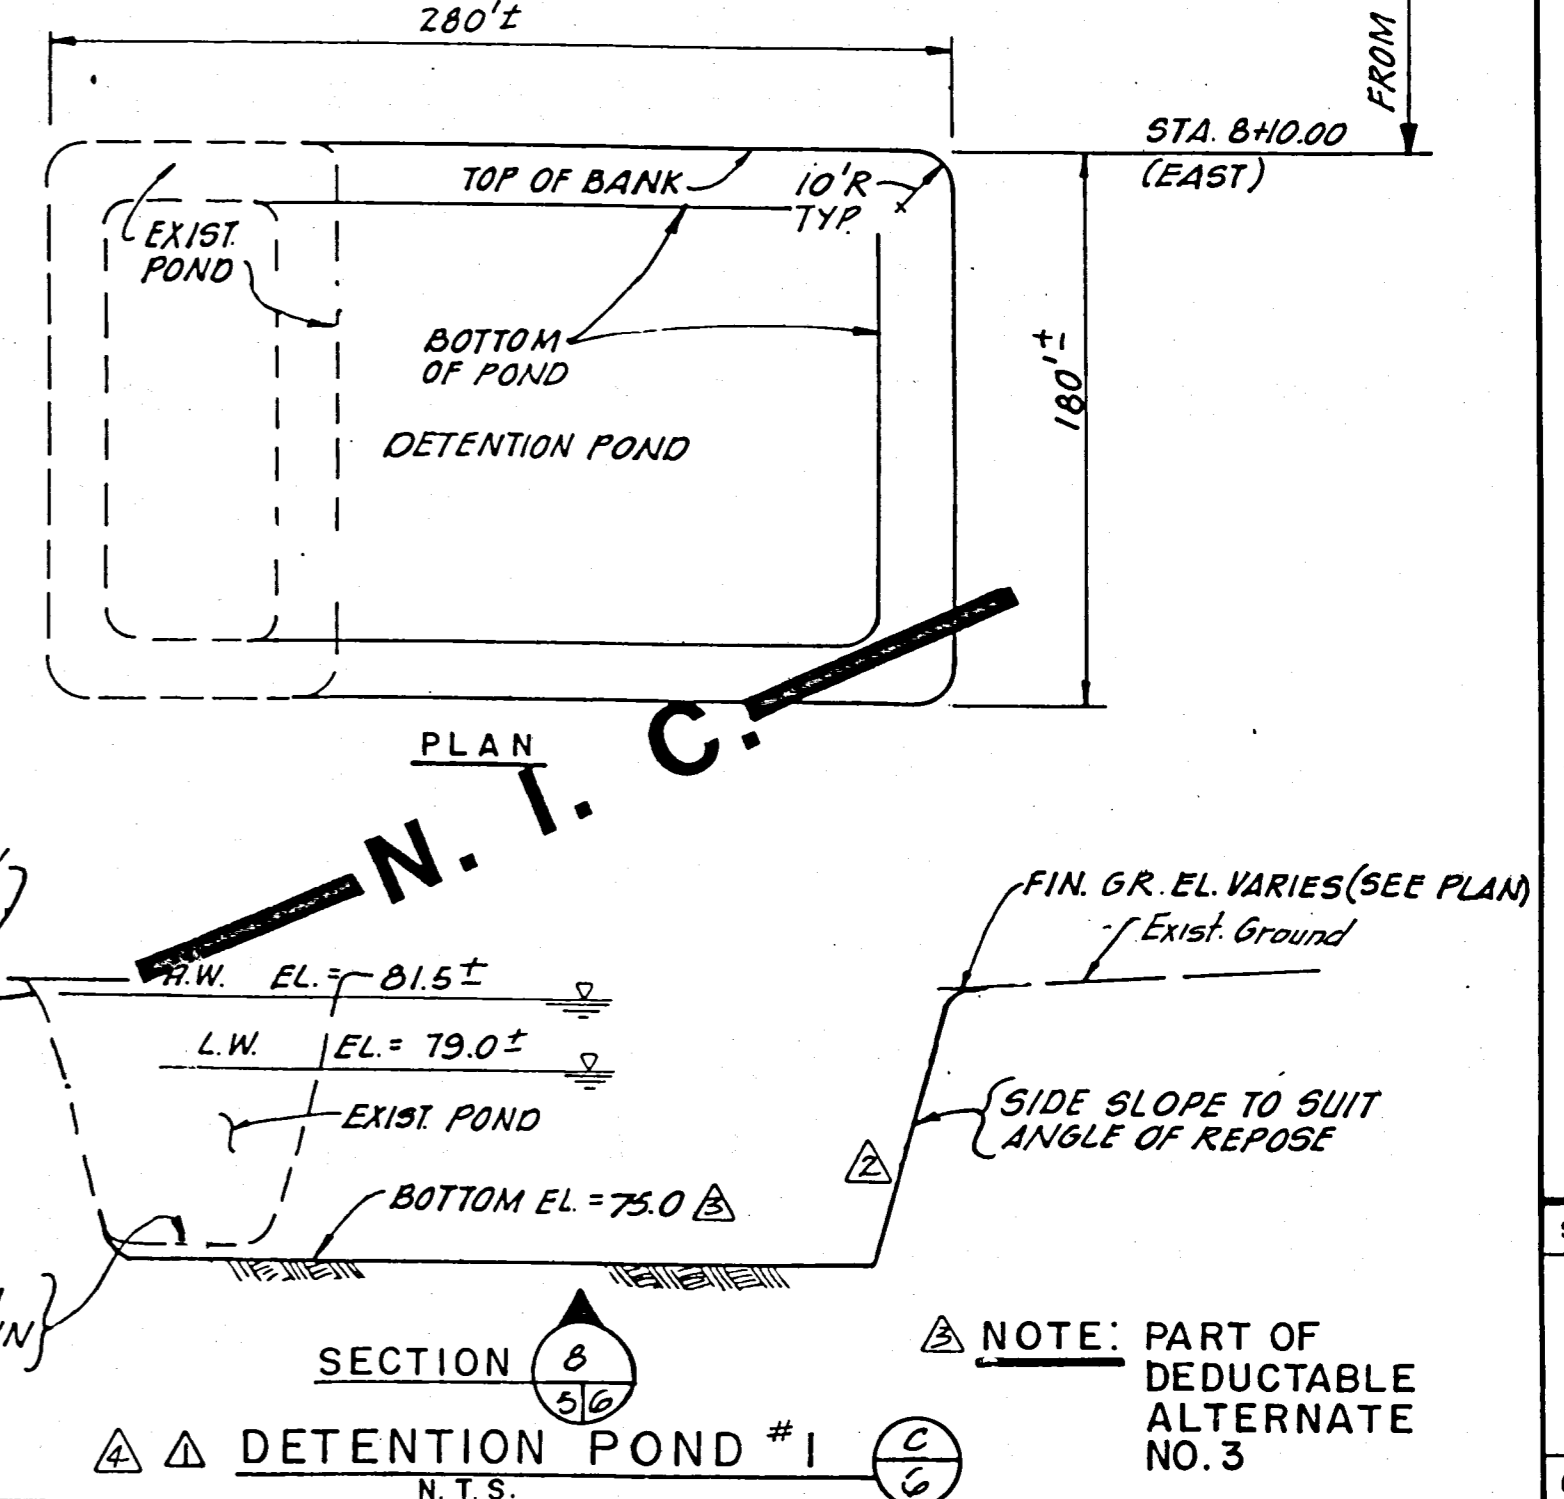 280'±
FROM
STA. 8+10.00
(EAST)
TOP OF BANK
10'R
TYP.
EXIST.
POND
BOTTOM
OF POND
180'±
DETENTION POND
PLAN
N. I. C.
FIN. GR. EL. VARIES (SEE PLAN)
Exist. Ground
H.W. EL. = 81.5±
L.W. EL. = 79.0±
EXIST. POND
SIDE SLOPE TO SUIT
ANGLE OF REPOSE
2
BOTTOM EL. = 75.0 3
SECTION 8
5 6
3 NOTE: PART OF
DEDUCTABLE
ALTERNATE
NO. 3
4 1 DETENTION POND #1 C
6
N.T.S.